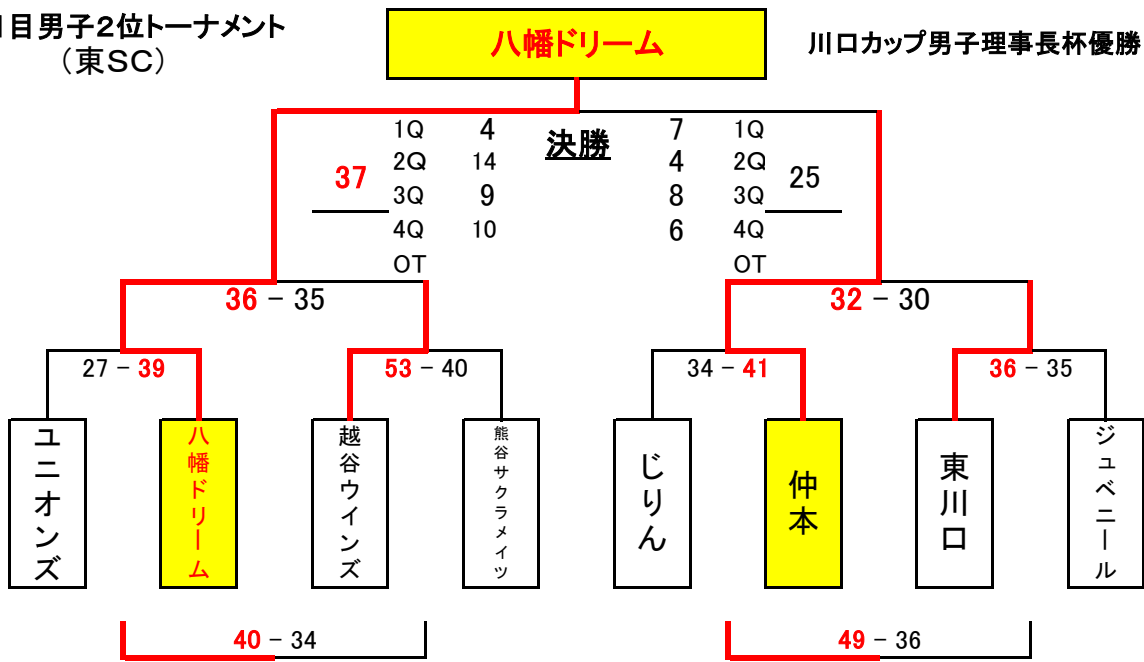 目男子2位トーナメント
(東SC)
八幡ドリーム
川口カップ男子理事長杯優勝
決勝
37
1Q 4
2Q 14
3Q 9
4Q 10
OT
7 1Q
4 2Q
8 3Q
6 4Q
OT
25
36 – 35
32 – 30
27 – 39
53 – 40
34 – 41
36 – 35
ユニオンズ
八幡ドリーム
越谷ウインズ
熊谷サクラメイツ
じりん
仲本
東川口
ジュベニール
40 – 34
49 – 36